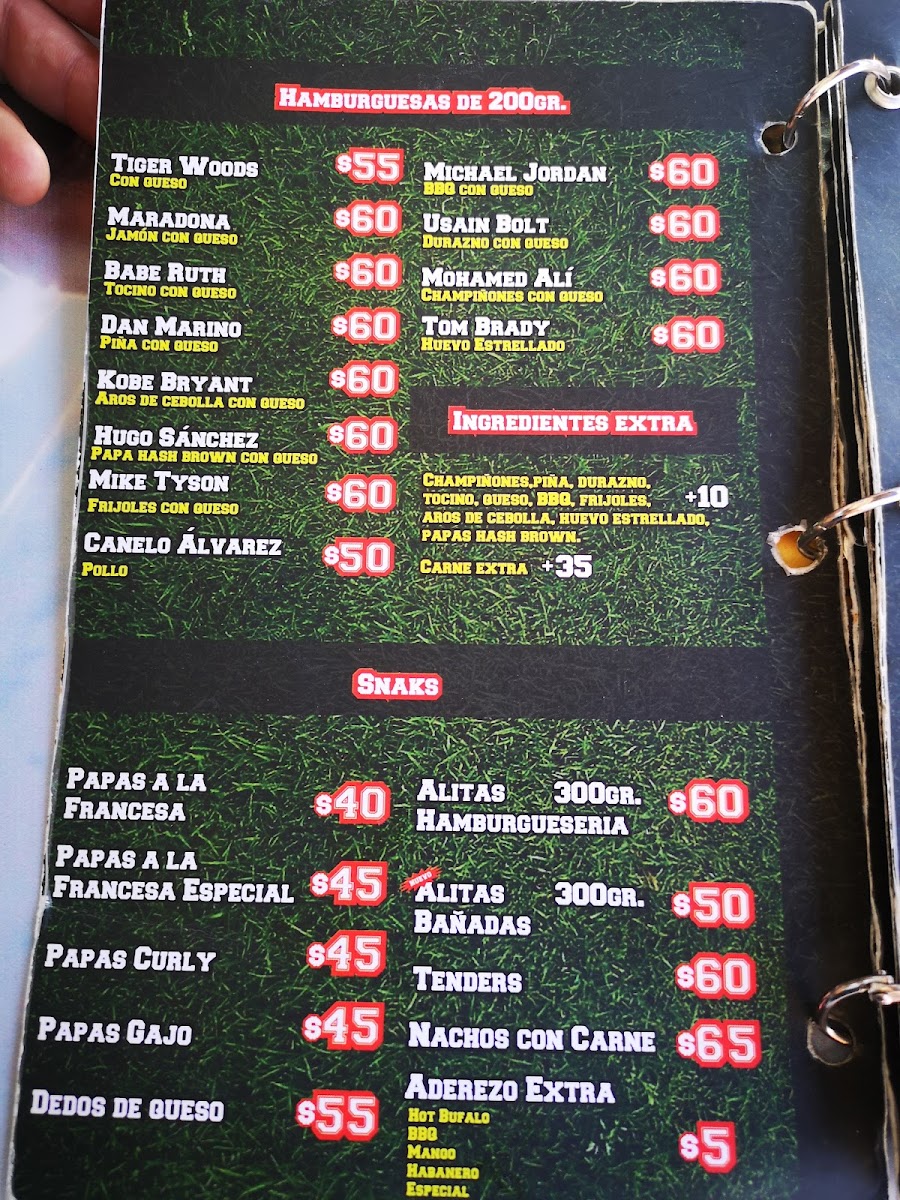 Hamburguesas de 200gr.
Tiger Woods $55
Con queso
Maradona $60
Jamón con queso
Babe Ruth $60
Tocino con queso
Dan Marino $60
Piña con queso
Kobe Bryant $60
Aros de cebolla con queso
Hugo Sánchez $60
Papa hash brown con queso
Mike Tyson $60
Frijoles con queso
Canelo Álvarez $50
Pollo
Michael Jordan $60
BBQ con queso
Usain Bolt $60
Durazno con queso
Mohamed Alí $60
Champiñones con queso
Tom Brady $60
Huevo Estrellado
Ingredientes extra
Champiñones,piña, durazno,
tocino, queso, BBQ, frijoles, +10
aros de cebolla, huevo estrellado,
papas hash brown.
Carne extra +35
Snaks
Papas a la
Francesa $40
Papas a la
Francesa Especial $45
Papas Curly $45
Papas Gajo $45
Dedos de queso $55
Alitas 300gr. $60
Hamburgueseria
Nuevo
Alitas 300gr. $50
Bañadas
Tenders $60
Nachos con Carne $65
Aderezo Extra
Hot Bufalo
BBQ
Mango $5
Habanero
Especial